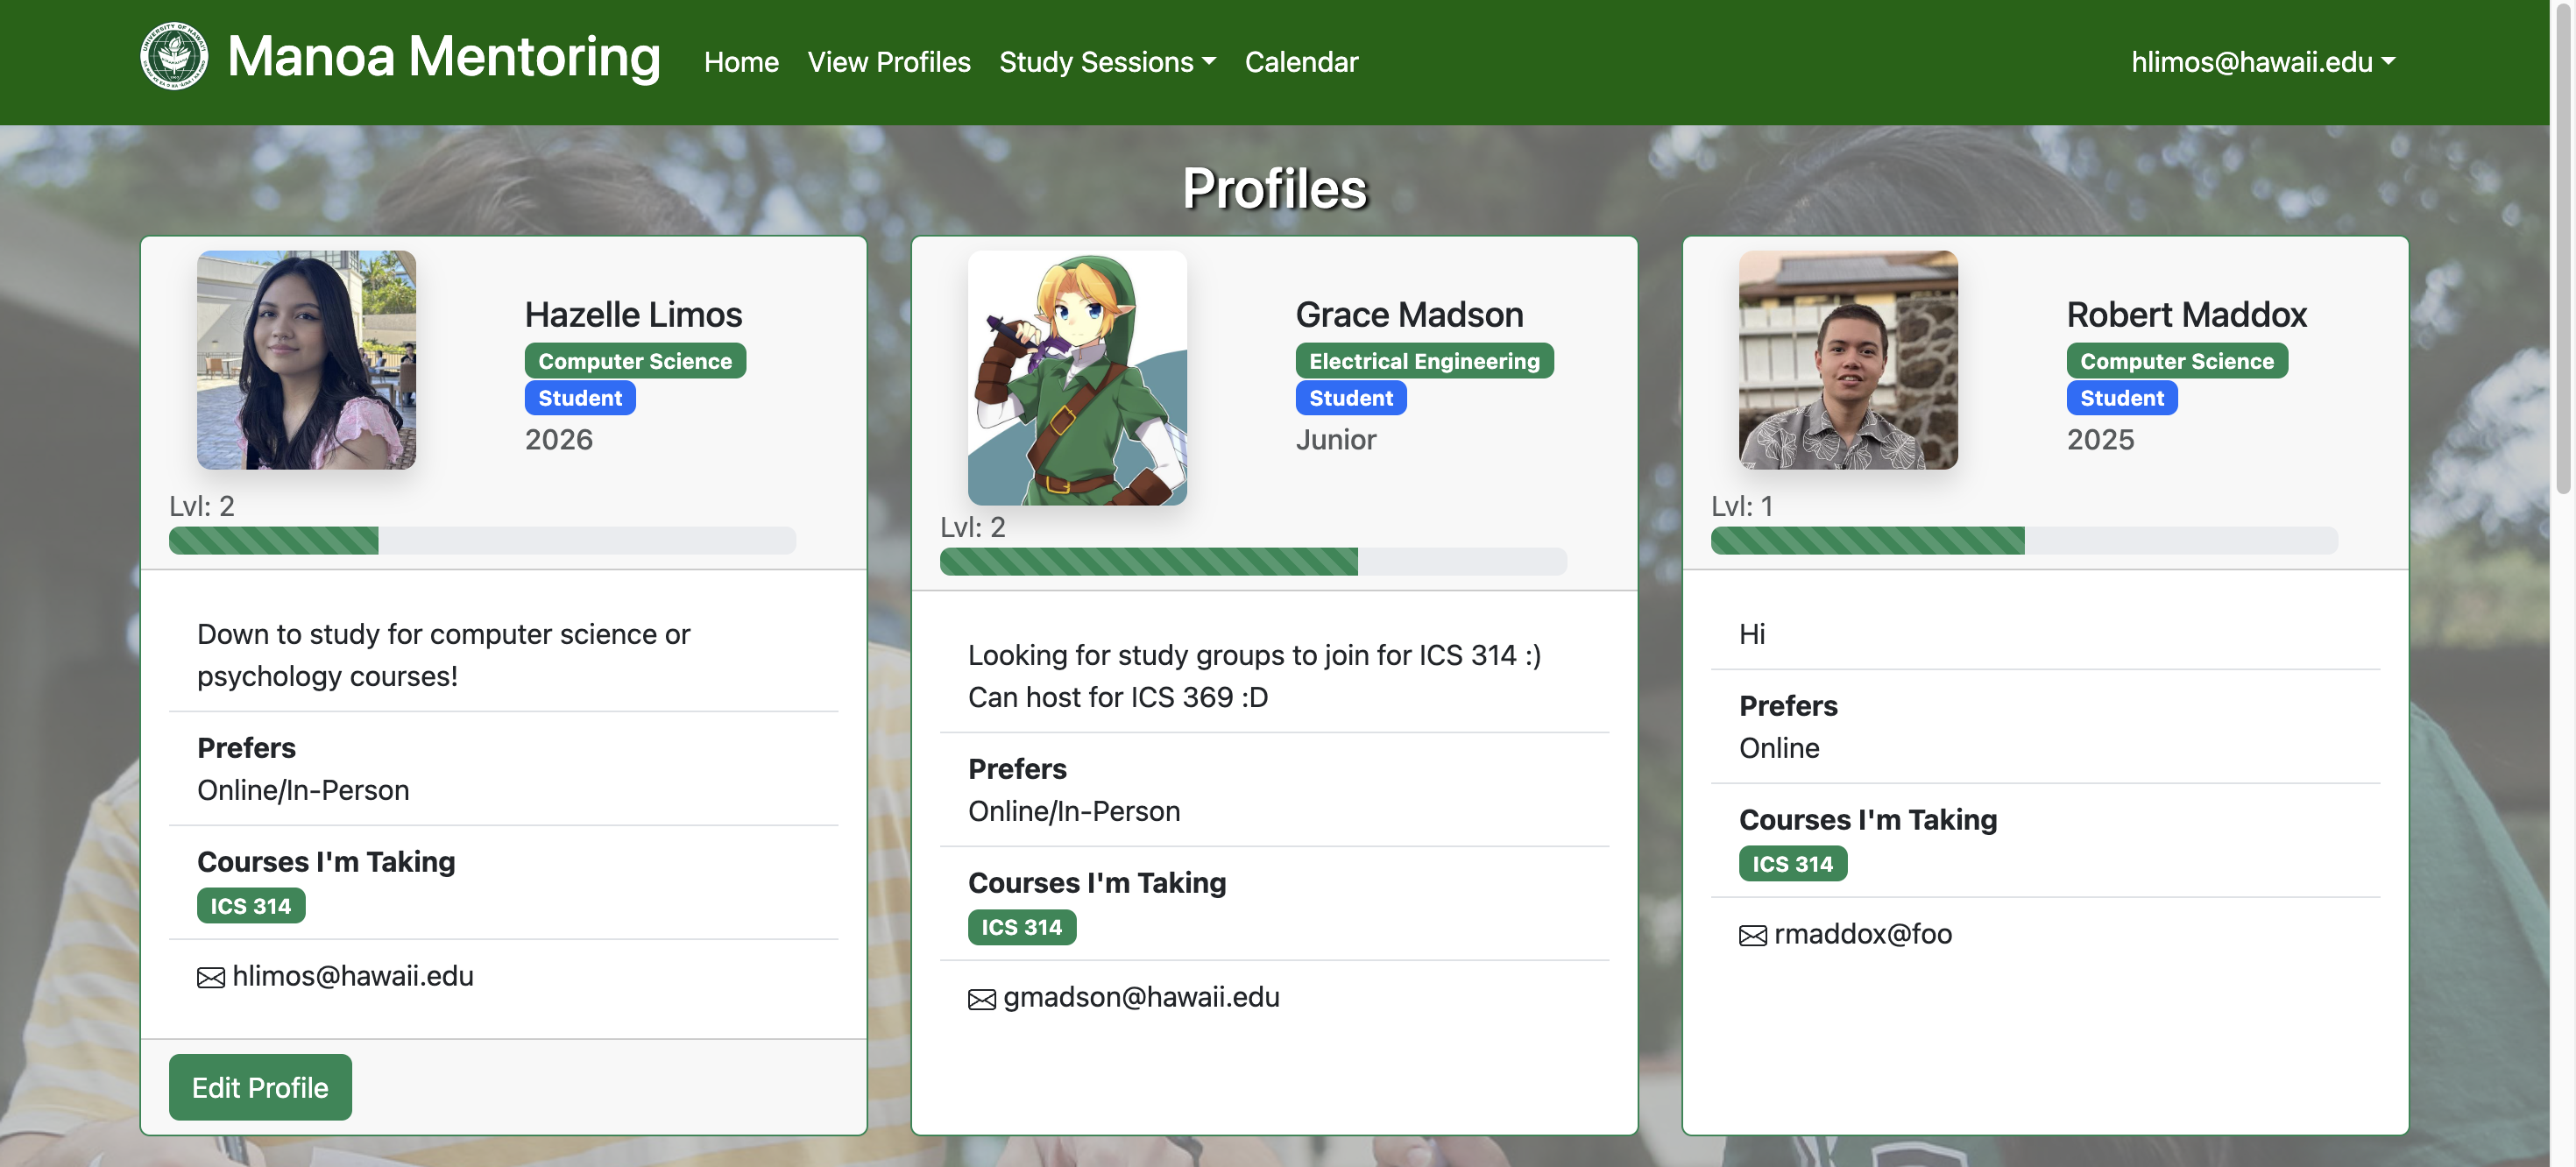 Manoa Mentoring
Home
View Profiles
Study Sessions
Calendar
hlimos@hawaii.edu
Profiles
Hazelle Limos
Computer Science
Student
2026
Lvl: 2
Down to study for computer science or
psychology courses!
Prefers
Online/In-Person
Courses I'm Taking
ICS 314
hlimos@hawaii.edu
Edit Profile
Grace Madson
Electrical Engineering
Student
Junior
Lvl: 2
Looking for study groups to join for ICS 314 :)
Can host for ICS 369 :D
Prefers
Online/In-Person
Courses I'm Taking
ICS 314
gmadson@hawaii.edu
Robert Maddox
Computer Science
Student
2025
Lvl: 1
Hi
Prefers
Online
Courses I'm Taking
ICS 314
rmaddox@foo